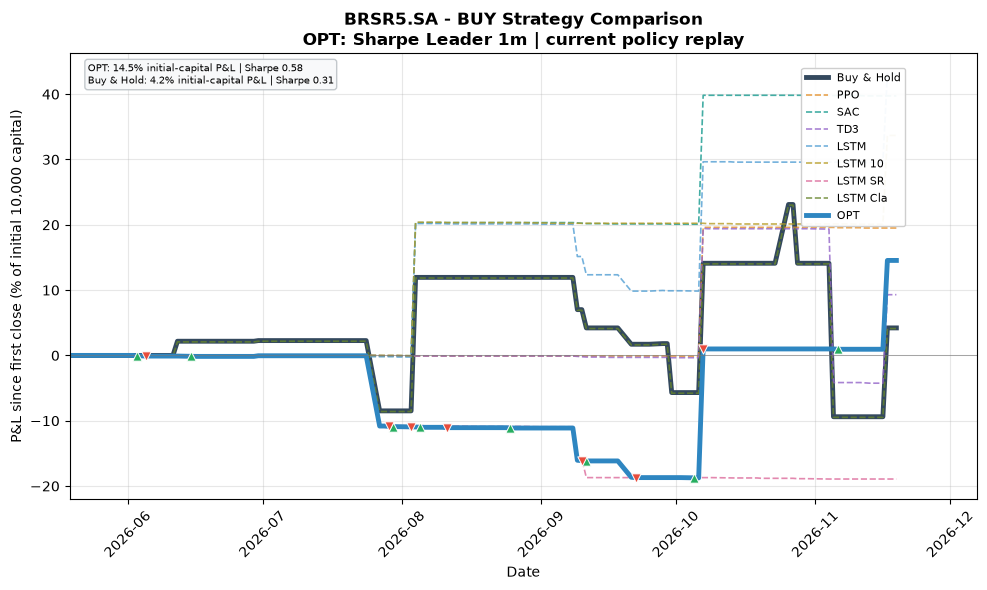 BRSR5.SA - BUY Strategy Comparison
OPT: Sharpe Leader 1m | current policy replay
OPT: 14.5% initial-capital P&L | Sharpe 0.58
Buy & Hold: 4.2% initial-capital P&L | Sharpe 0.31
Buy & Hold
PPO
SAC
TD3
LSTM
LSTM 10
LSTM SR
LSTM Cla
OPT
P&L since first close (% of initial 10,000 capital)
40
30
20
10
0
−10
−20
2026-06
2026-07
2026-08
2026-09
2026-10
2026-11
2026-12
Date